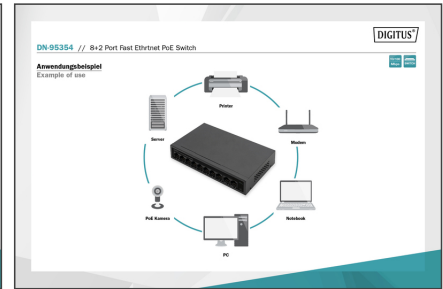 DIGITUS®
DN-95354 // 8+2 Port Fast Ethrtnet PoE Switch
Anwendungsbeispiel
Example of use
Printer
Server
Modem
PoE Kamera
Notebook
PC